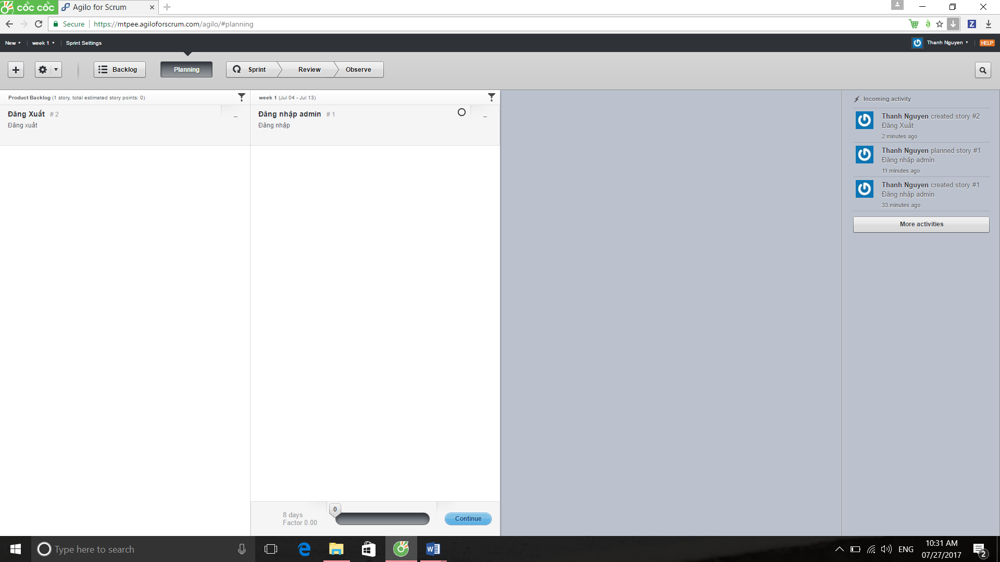 cốc cốc
Agilo for Scrum
Secure https://mtpee.agiloforscrum.com/agilo/#planning
New week 1 Sprint Settings
Thanh Nguyen HELP
Backlog Planning Sprint Review Observe
Product Backlog (1 story, total estimated story points: 0)
Đăng Xuất # 2
Đăng xuất
week 1 (Jul 04 - Jul 13)
Đăng nhập admin # 1
Đăng nhập
8 days
Factor 0.00
0
Continue
Incoming activity
Thanh Nguyen created story #2
Đăng Xuất
2 minutes ago
Thanh Nguyen planned story #1
Đăng nhập admin
11 minutes ago
Thanh Nguyen created story #1
Đăng nhập admin
33 minutes ago
More activities
Type here to search
ENG
10:31 AM
07/27/2017
2